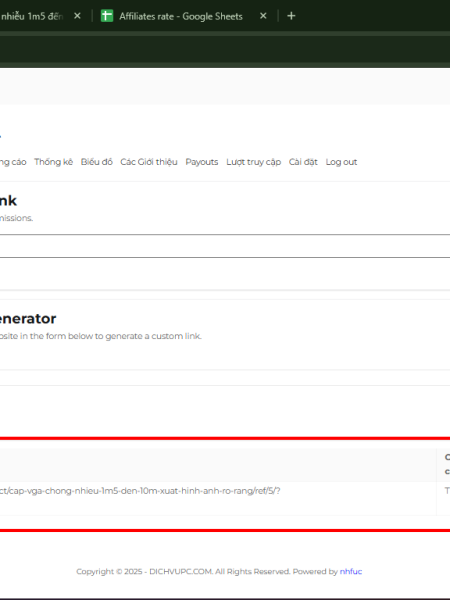 nhiễu 1m5 đến
Affiliates rate - Google Sheets
ng cáo Thống kê Biểu đồ Các Giới thiệu Payouts Lượt truy cập Cài đặt Log out
nk
missions.
enerator
bsite in the form below to generate a custom link.
ct/cap-vga-chong-nhieu-1m5-den-10m-xuat-hinh-anh-ro-rang/ref/5/?
Copyright © 2025 - DICHVUPC.COM. All Rights Reserved. Powered by nhfuc